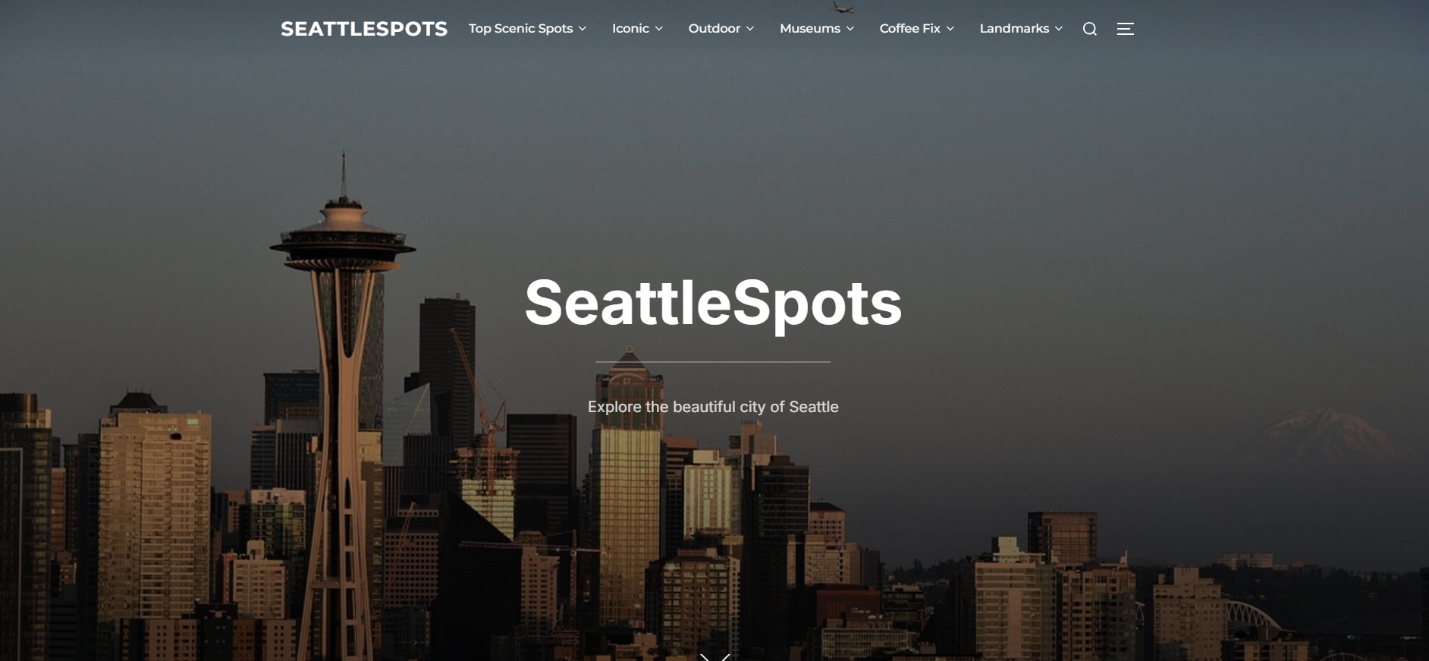 SEATTLESPOTS Top Scenic Spots Iconic Outdoor Museums Coffee Fix Landmarks
SeattleSpots
Explore the beautiful city of Seattle